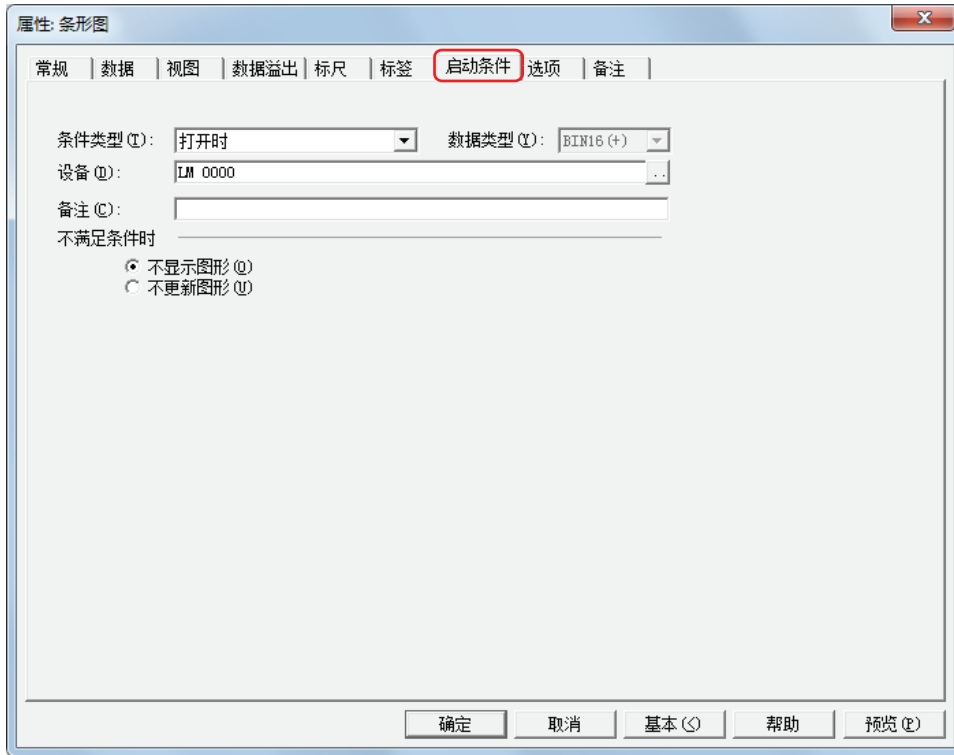 属性: 条形图
常规 数据 视图 数据溢出 标尺 标签 启动条件 选项 备注
条件类型(T): 打开时 数据类型(Y): BIN16(+)
设备(D): LM 0000 ..
备注(C):
不满足条件时
不显示图形(O)
不更新图形(U)
确定 取消 基本(<) 帮助 预览(P)